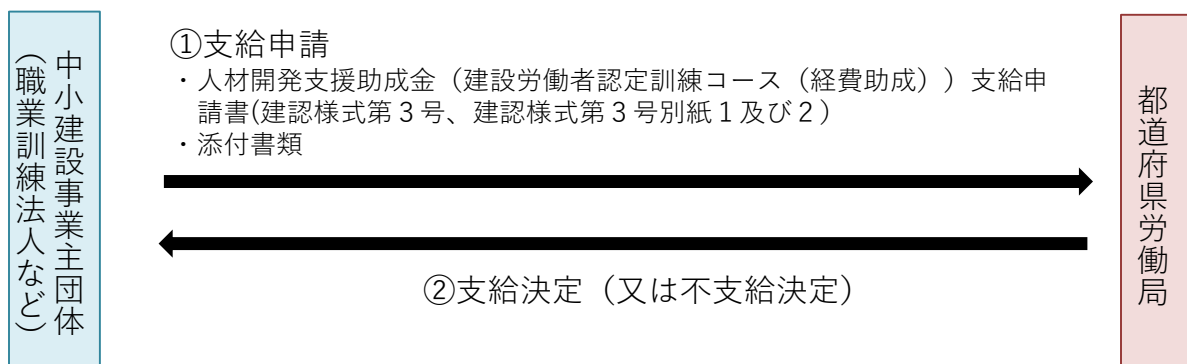 中小建設事業主団体
（職業訓練法人など）
①支給申請
・人材開発支援助成金（建設労働者認定訓練コース（経費助成））支給申
請書(建認様式第３号、建認様式第３号別紙１及び２)
・添付書類
②支給決定（又は不支給決定）
都道府県労働局